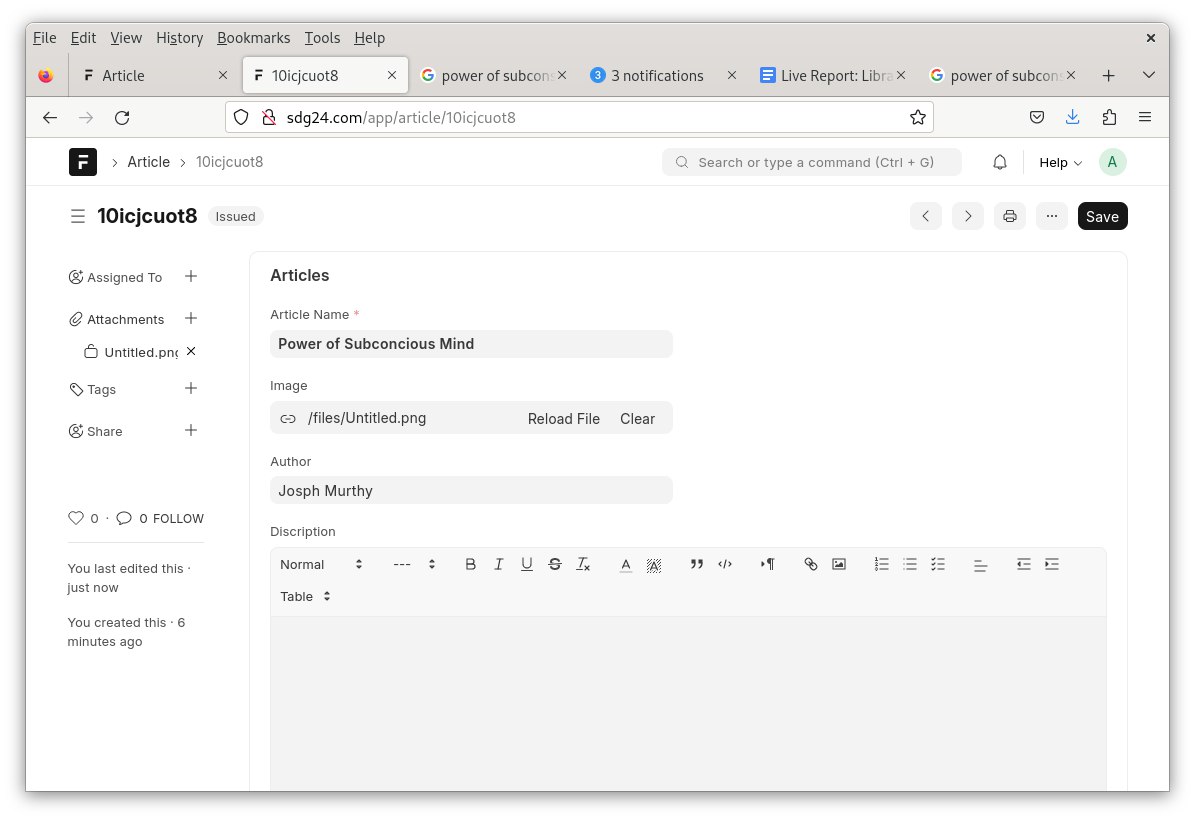 File Edit View History Bookmarks Tools Help
Article 10icjcuot8 power of subcons 3 3 notifications Live Report: Libra power of subcons
sdg24.com/app/article/10icjcuot8
Article 10icjcuot8 Search or type a command (Ctrl + G) Help A
10icjcuot8 Issued Save
Assigned To
Attachments
Untitled.png
Tags
Share
0 · 0 FOLLOW
You last edited this ·
just now
You created this · 6
minutes ago
Articles
Article Name *
Power of Subconcious Mind
Image
/files/Untitled.png Reload File Clear
Author
Josph Murthy
Discription
Normal --- B I U S Tx A A
Table